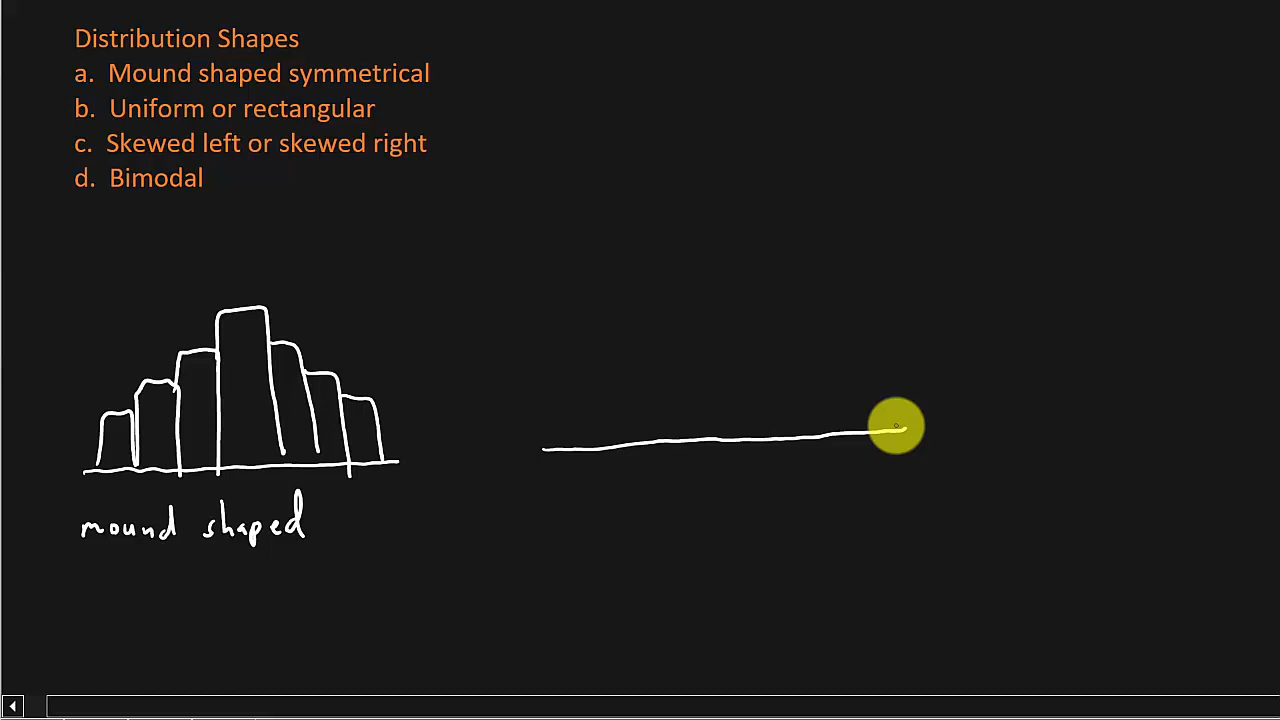 Distribution Shapes
a. Mound shaped symmetrical
b. Uniform or rectangular
c. Skewed left or skewed right
d. Bimodal
mound shaped